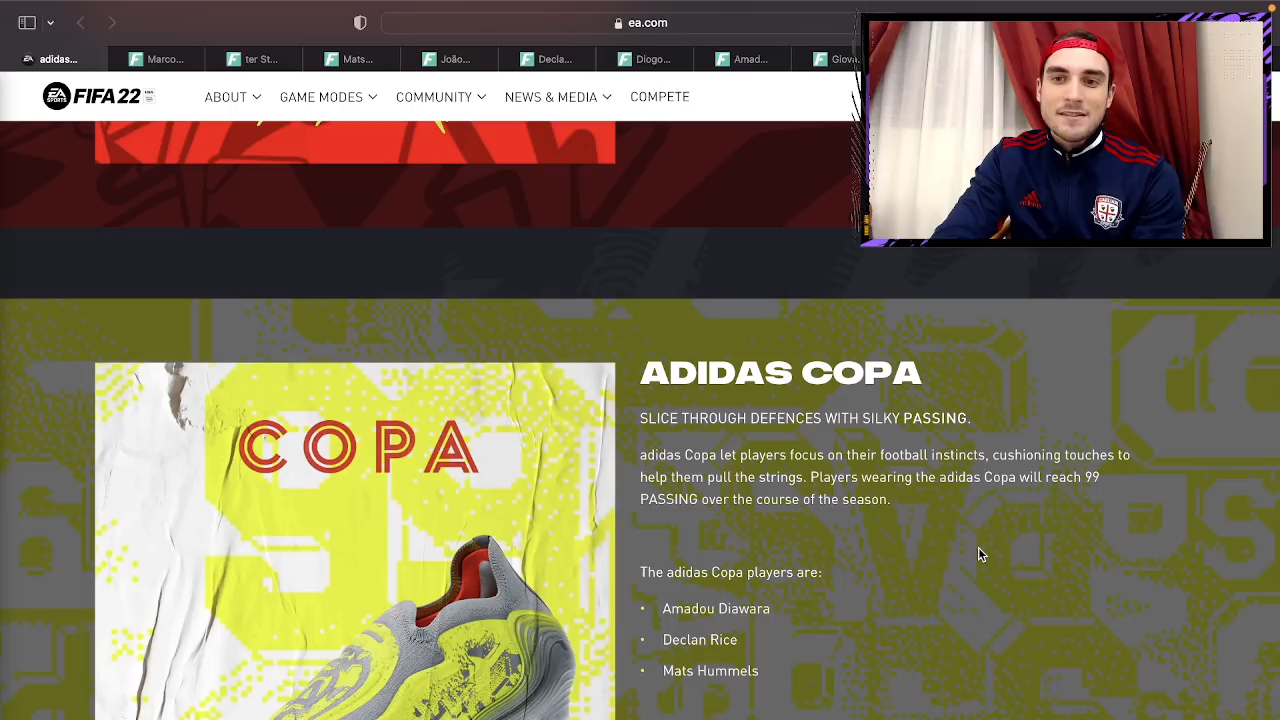 ea.com
adidas...
Marco...
ter St...
Mats...
João...
Decla...
Diogo...
Amad...
Giova
EA SPORTS FIFA 22
ABOUT
GAME MODES
COMMUNITY
NEWS & MEDIA
COMPETE
COPA
ADIDAS COPA
SLICE THROUGH DEFENCES WITH SILKY PASSING.
adidas Copa let players focus on their football instincts, cushioning touches to
help them pull the strings. Players wearing the adidas Copa will reach 99
PASSING over the course of the season.
The adidas Copa players are:
• Amadou Diawara
• Declan Rice
• Mats Hummels